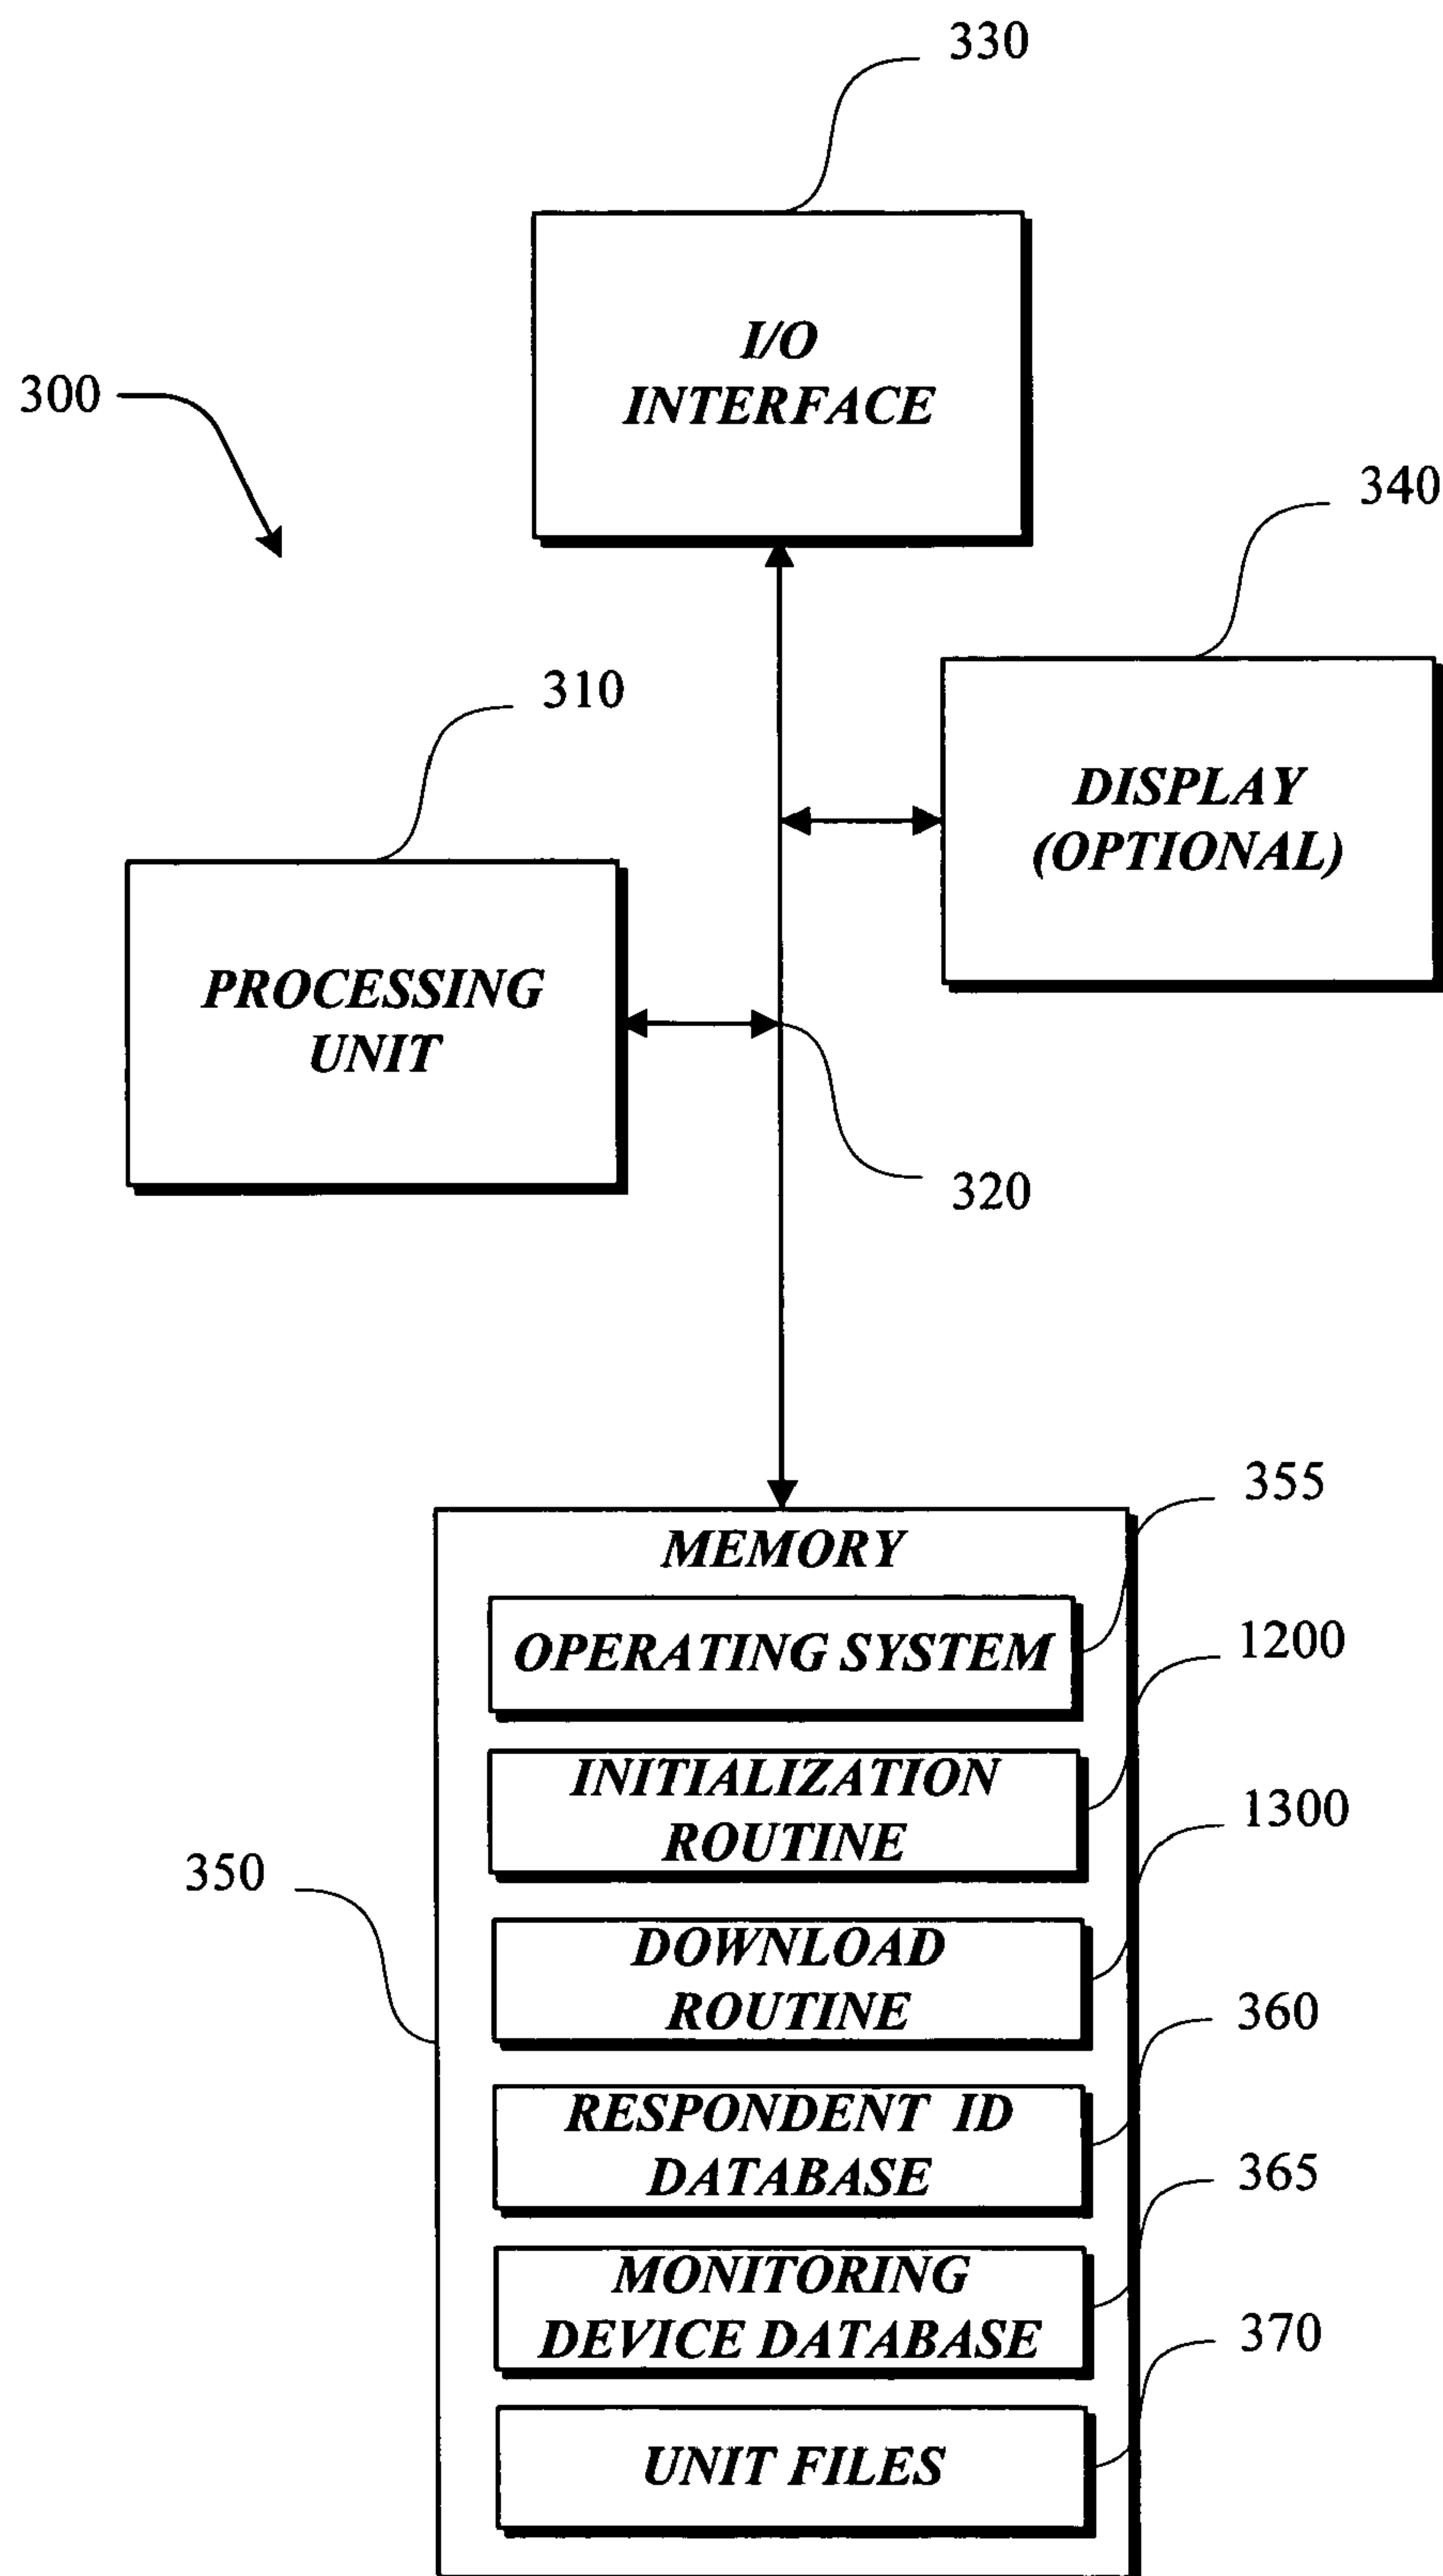 330
I/O
INTERFACE
300
340
310
DISPLAY
(OPTIONAL)
PROCESSING
UNIT
320
355
MEMORY
OPERATING SYSTEM
1200
INITIALIZATION
ROUTINE
1300
350
DOWNLOAD
ROUTINE
360
RESPONDENT ID
DATABASE
365
MONITORING
DEVICE DATABASE
370
UNIT FILES